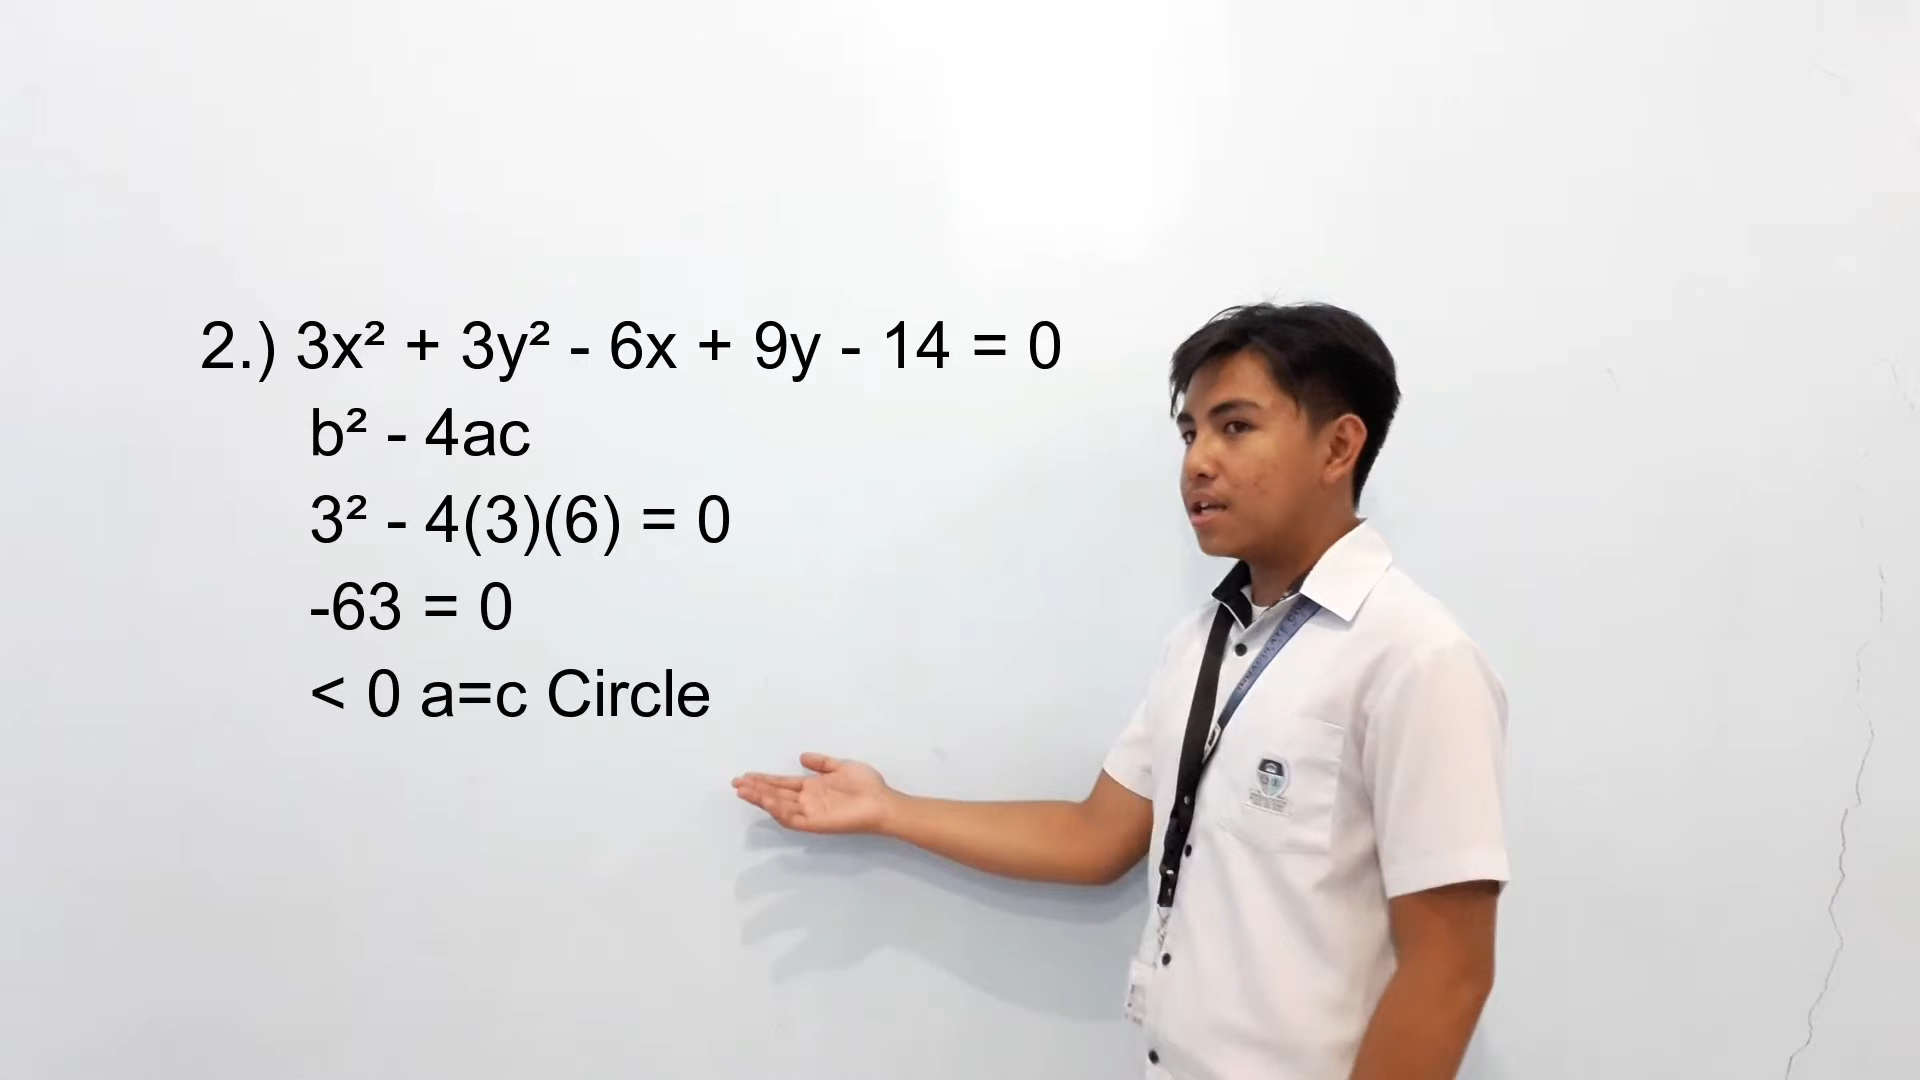 2.) 3x² + 3y² - 6x + 9y - 14 = 0
b² - 4ac
3² - 4(3)(6) = 0
-63 = 0
< 0 a=c Circle